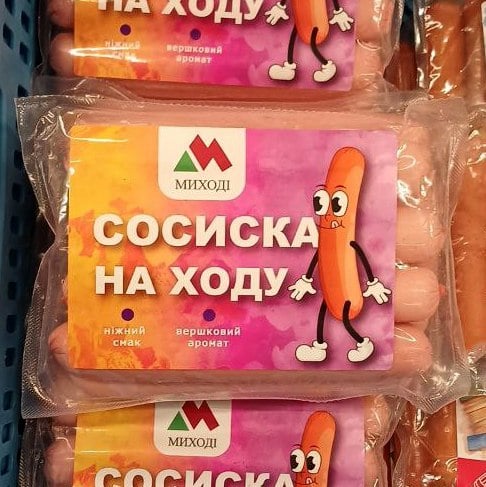 НА ХОДУ
ніжний
смак
вершковий
аромат
МИХОДІ
СОСИСКА
НА ХОДУ
ніжний
смак
вершковий
аромат
МИХОДІ
СОСИСКА